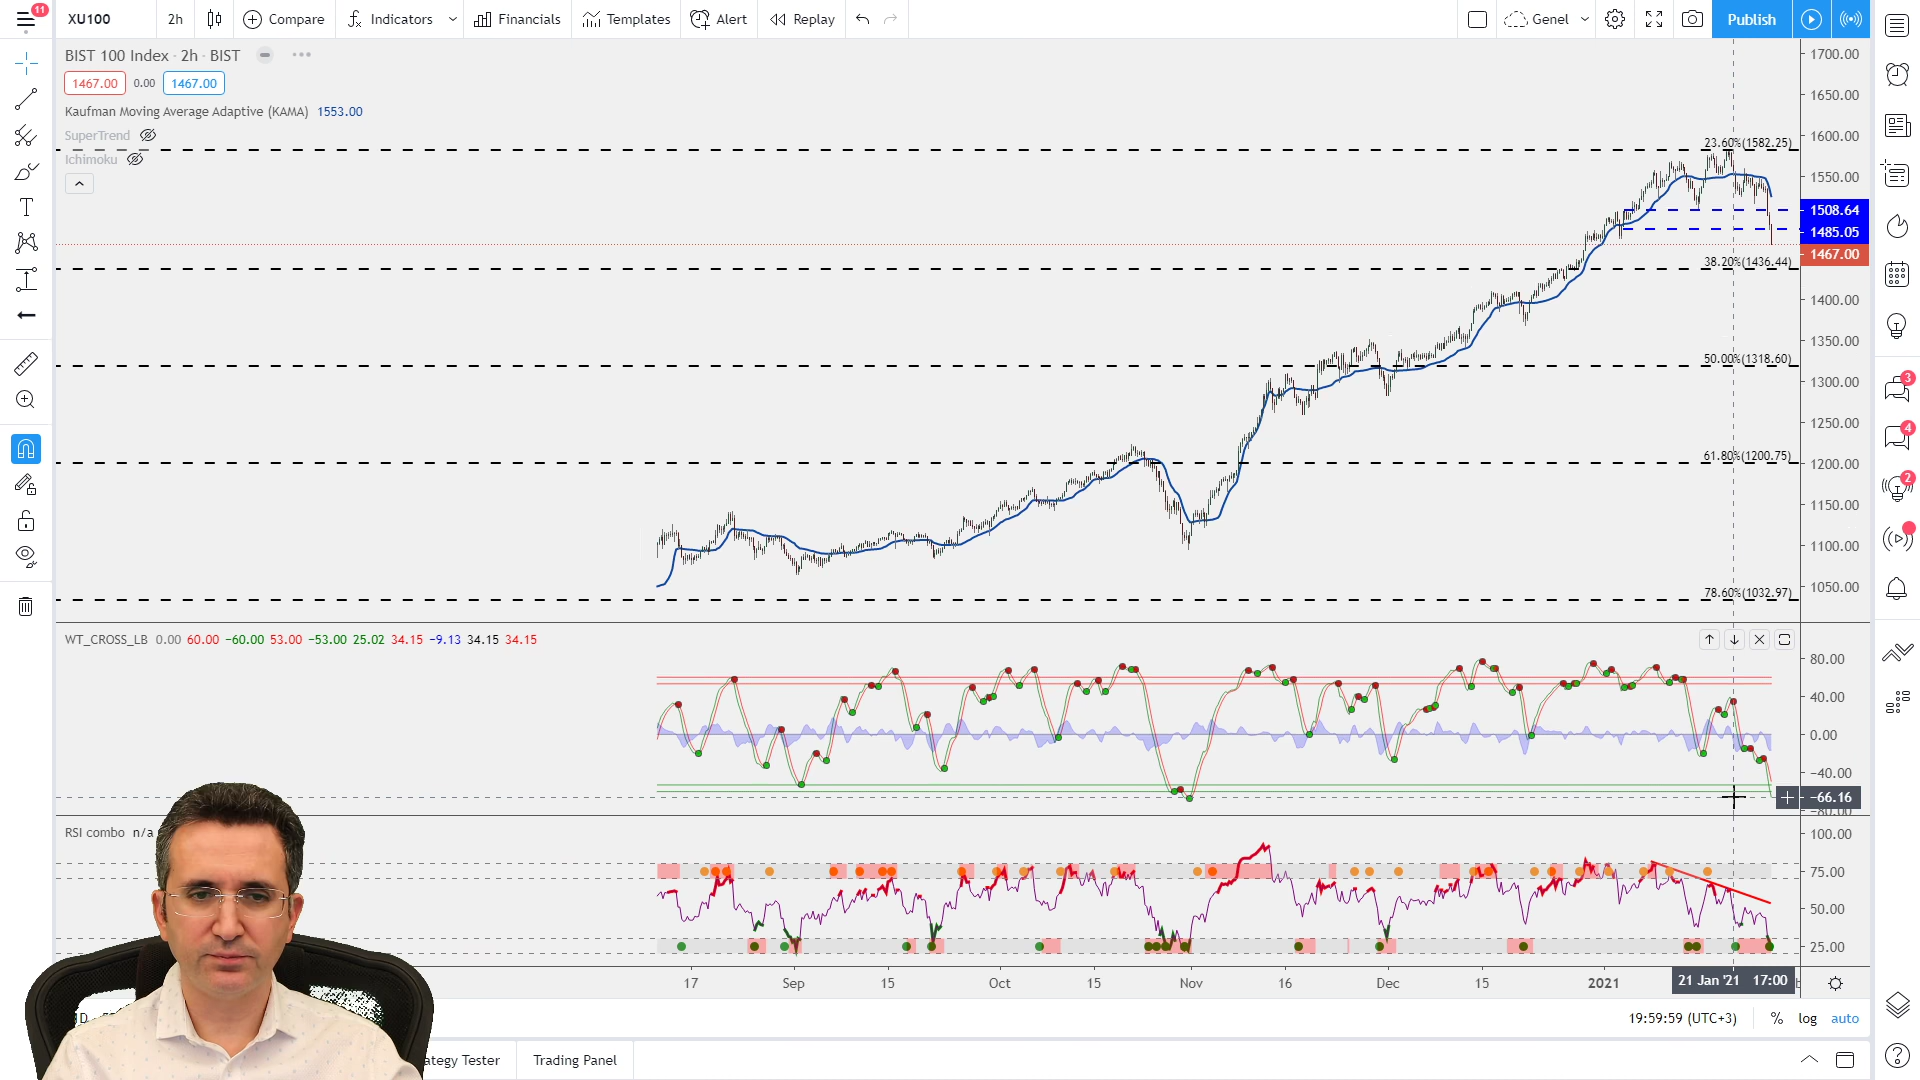 11
XU100
2h
Compare
Indicators
Financials
Templates
Alert
Replay
Genel
Publish
BIST 100 Index · 2h · BIST
1467.00 0.00 1467.00
Kaufman Moving Average Adaptive (KAMA) 1553.00
SuperTrend
Ichimoku
1700.00
1650.00
1600.00
23.60%(1582.25)
1550.00
1508.64
1485.05
1467.00
38.20%(1436.44)
1400.00
1350.00
50.00%(1318.60)
1300.00
1250.00
61.80%(1200.75)
1200.00
1150.00
1100.00
1050.00
78.60%(1032.97)
WT_CROSS_LB 0.00 60.00 −60.00 53.00 −53.00 25.02 34.15 −9.13 34.15 34.15
80.00
40.00
0.00
−40.00
−66.16
−80.00
RSI combo n/a
100.00
75.00
50.00
25.00
17 Sep 15 Oct 15 Nov 16 Dec 15 2021
21 Jan '21 17:00
19:59:59 (UTC+3) % log auto
ategy Tester
Trading Panel
3
4
2